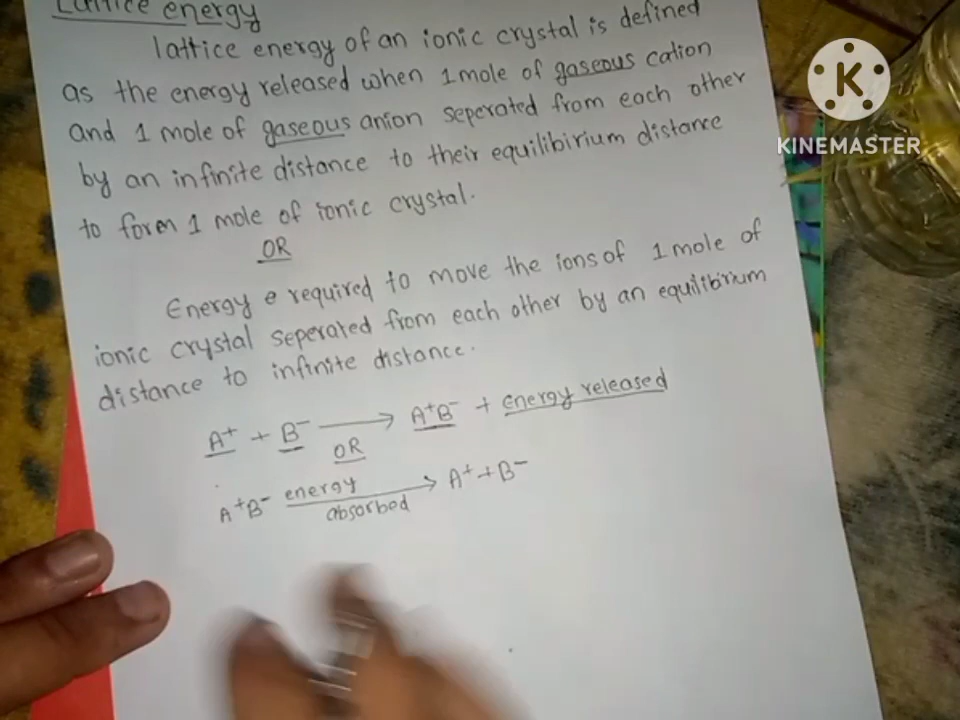 Lattice energy
lattice energy of an ionic crystal is defined
as the energy released when 1 mole of gaseous cation
and 1 mole of gaseous anion seperated from each other
by an infinite distance to their equilibirium distance
to form 1 mole of ionic crystal.
OR
Energy e required to move the ions of 1 mole of
ionic crystal seperated from each other by an equilibirium
distance to infinite distance.
A⁺ + B⁻ ⟶ A⁺B⁻ + energy released
OR
A⁺B⁻ energy absorbed ⟶ A⁺ + B⁻
K
KINEMASTER